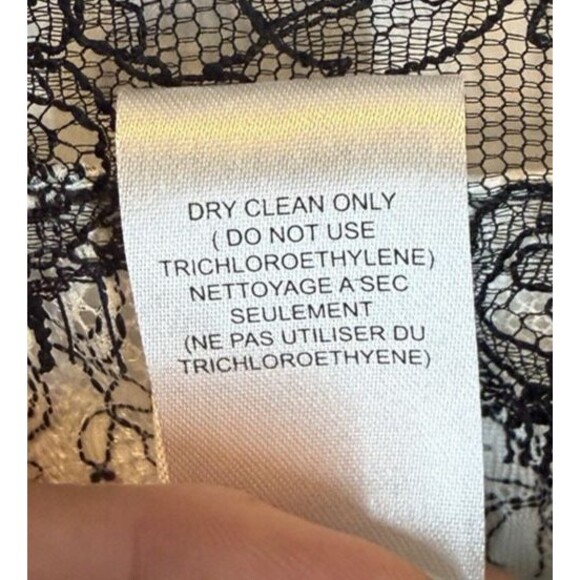 DRY CLEAN ONLY
( DO NOT USE
TRICHLOROETHYLENE)
NETTOYAGE A SEC
SEULEMENT
(NE PAS UTILISER DU
TRICHLOROETHYENE)